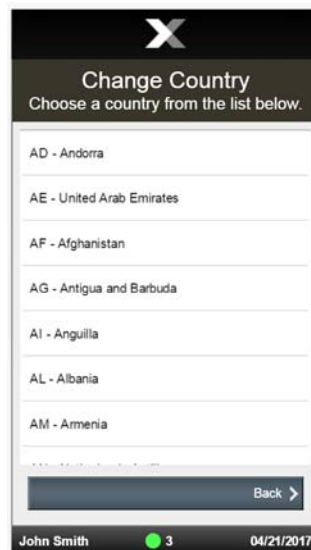 Change Country
Choose a country from the list below.
AD - Andorra
AE - United Arab Emirates
AF - Afghanistan
AG - Antigua and Barbuda
AI - Anguilla
AL - Albania
AM - Armenia
Back
John Smith 3 04/21/2017